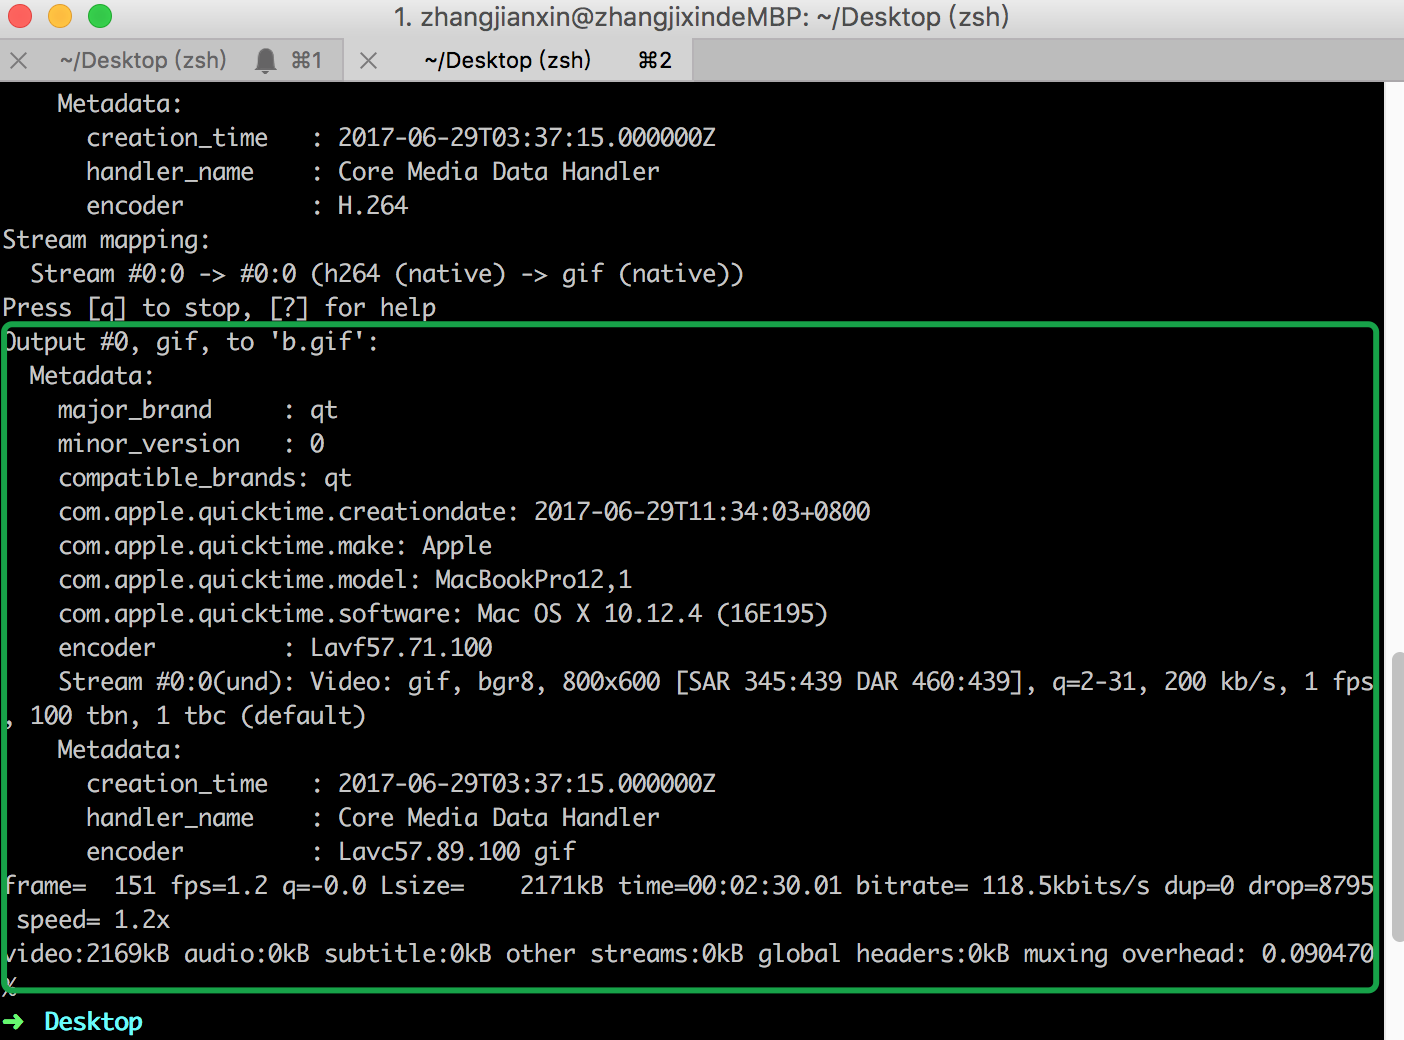 1. zhangjianxin@zhangjixindeMBP: ~/Desktop (zsh)
~/Desktop (zsh) ⌘1 ~/Desktop (zsh) ⌘2
Metadata:
creation_time : 2017-06-29T03:37:15.000000Z
handler_name : Core Media Data Handler
encoder : H.264
Stream mapping:
Stream #0:0 -> #0:0 (h264 (native) -> gif (native))
Press [q] to stop, [?] for help
Output #0, gif, to 'b.gif':
Metadata:
major_brand : qt
minor_version : 0
compatible_brands: qt
com.apple.quicktime.creationdate: 2017-06-29T11:34:03+0800
com.apple.quicktime.make: Apple
com.apple.quicktime.model: MacBookPro12,1
com.apple.quicktime.software: Mac OS X 10.12.4 (16E195)
encoder : Lavf57.71.100
Stream #0:0(und): Video: gif, bgr8, 800x600 [SAR 345:439 DAR 460:439], q=2-31, 200 kb/s, 1 fps
, 100 tbn, 1 tbc (default)
Metadata:
creation_time : 2017-06-29T03:37:15.000000Z
handler_name : Core Media Data Handler
encoder : Lavc57.89.100 gif
frame= 151 fps=1.2 q=-0.0 Lsize= 2171kB time=00:02:30.01 bitrate= 118.5kbits/s dup=0 drop=8795
speed= 1.2x
video:2169kB audio:0kB subtitle:0kB other streams:0kB global headers:0kB muxing overhead: 0.090470
%
➜ Desktop